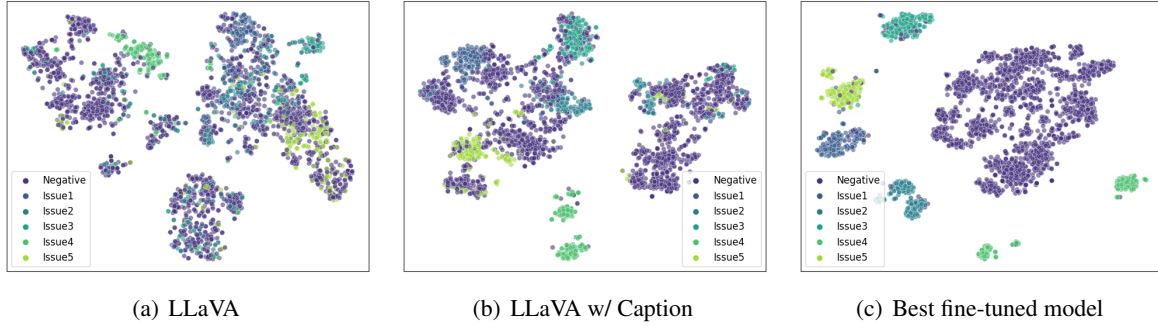 Negative
Issue1
Issue2
Issue3
Issue4
Issue5
Negative
Issue1
Issue2
Issue3
Issue4
Issue5
Negative
Issue1
Issue2
Issue3
Issue4
Issue5
(a) LLaVA
(b) LLaVA w/ Caption
(c) Best fine-tuned model